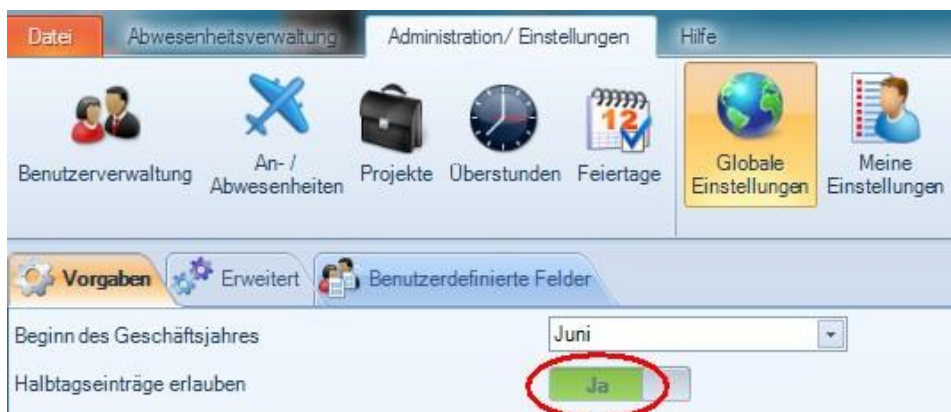 Datei Abwesenheitsverwaltung Administration/ Einstellungen Hilfe
12
Benutzerverwaltung An- / Abwesenheiten Projekte Überstunden Feiertage Globale Einstellungen Meine Einstellungen
Vorgaben Erweitert Benutzerdefinierte Felder
Beginn des Geschäftsjahres Juni
Halbtagseinträge erlauben Ja